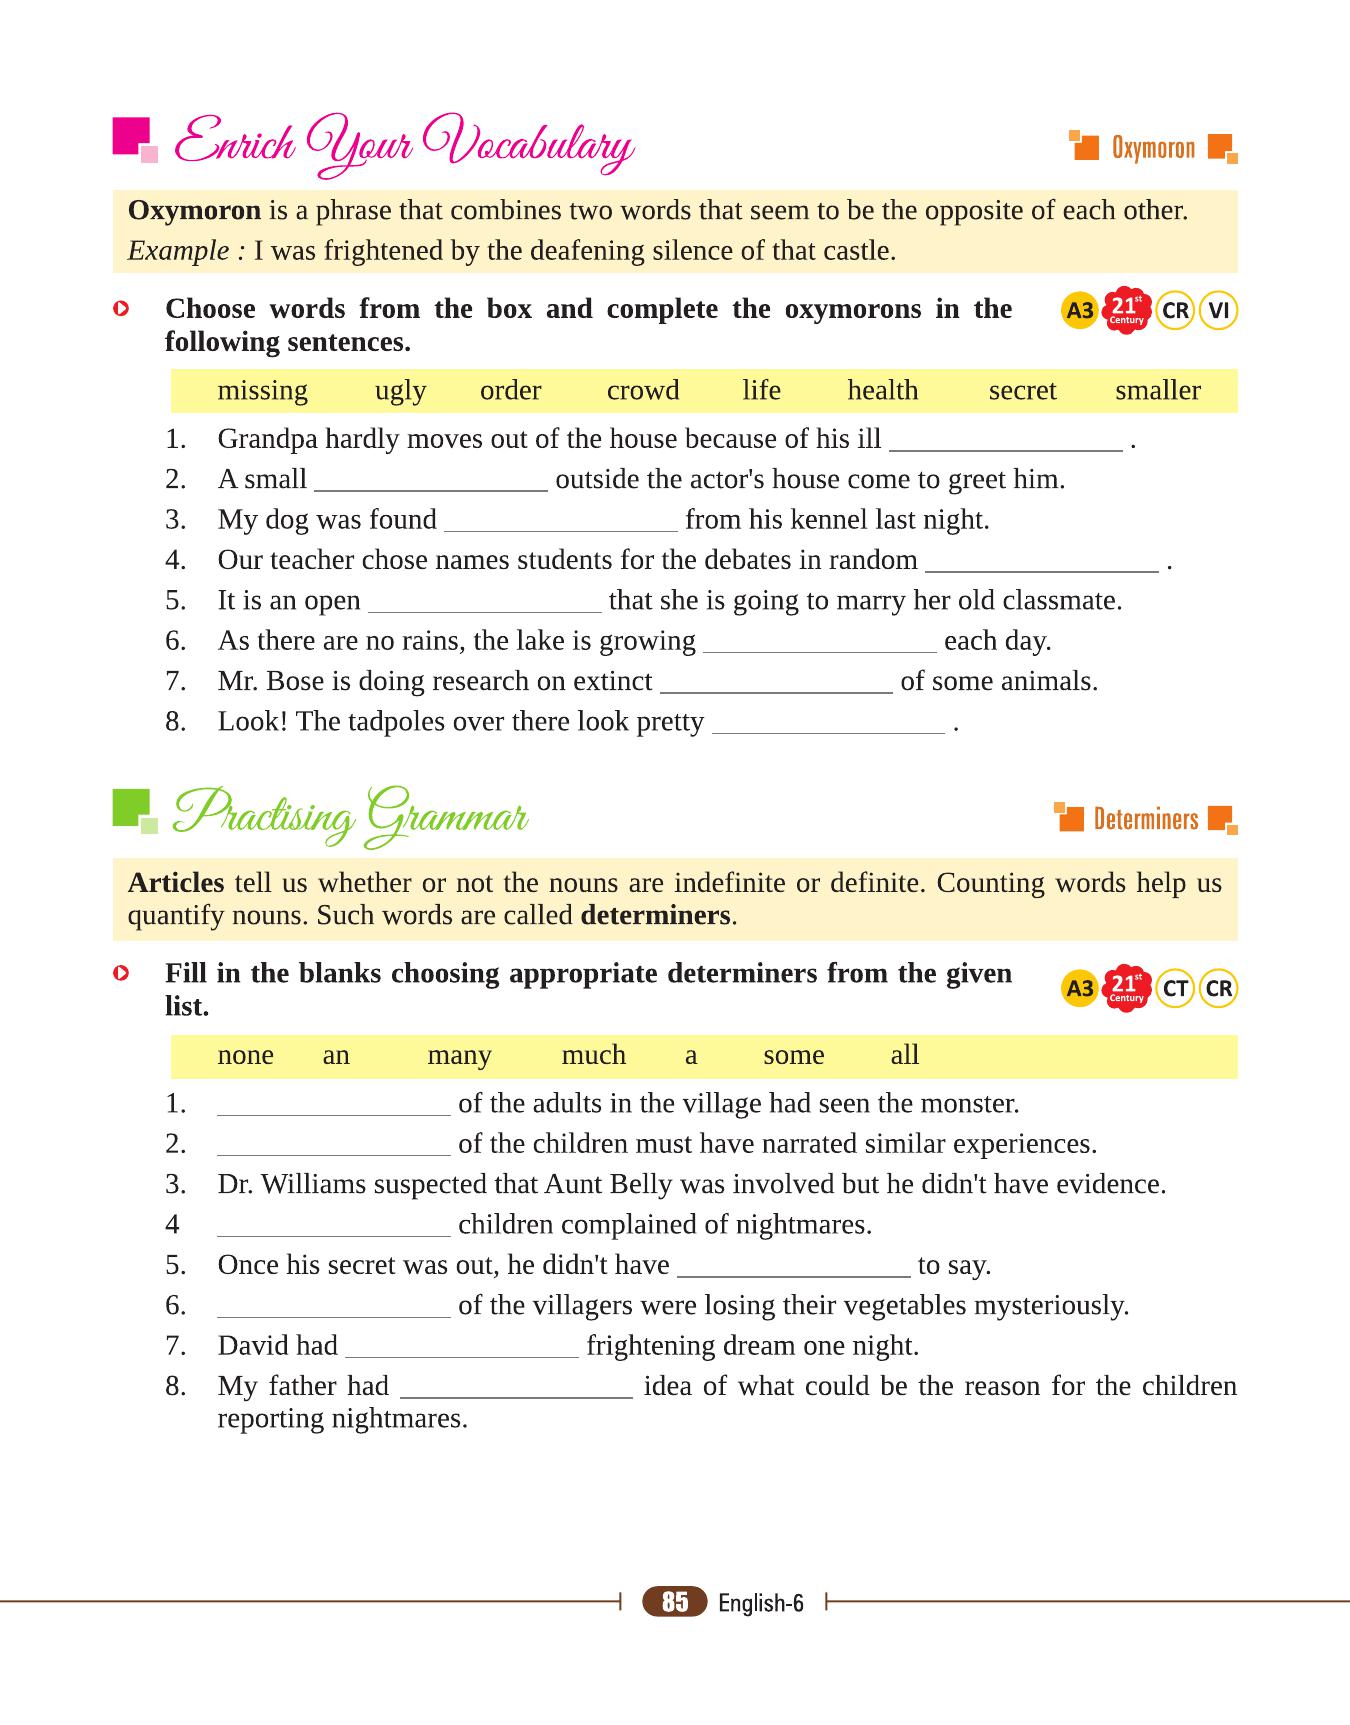 Enrich Your Vocabulary
Oxymoron
Oxymoron is a phrase that combines two words that seem to be the opposite of each other.
Example : I was frightened by the deafening silence of that castle.
Choose words from the box and complete the oxymorons in the
following sentences.
A3 21st Century CR VI
missing ugly order crowd life health secret smaller
1. Grandpa hardly moves out of the house because of his ill ________________ .
2. A small ________________ outside the actor's house come to greet him.
3. My dog was found ________________ from his kennel last night.
4. Our teacher chose names students for the debates in random ________________ .
5. It is an open ________________ that she is going to marry her old classmate.
6. As there are no rains, the lake is growing ________________ each day.
7. Mr. Bose is doing research on extinct ________________ of some animals.
8. Look! The tadpoles over there look pretty ________________ .
Practising Grammar
Determiners
Articles tell us whether or not the nouns are indefinite or definite. Counting words help us
quantify nouns. Such words are called determiners.
Fill in the blanks choosing appropriate determiners from the given
list.
A3 21st Century CT CR
none an many much a some all
1. ________________ of the adults in the village had seen the monster.
2. ________________ of the children must have narrated similar experiences.
3. Dr. Williams suspected that Aunt Belly was involved but he didn't have evidence.
4 ________________ children complained of nightmares.
5. Once his secret was out, he didn't have ________________ to say.
6. ________________ of the villagers were losing their vegetables mysteriously.
7. David had ________________ frightening dream one night.
8. My father had ________________ idea of what could be the reason for the children
reporting nightmares.
85 English-6